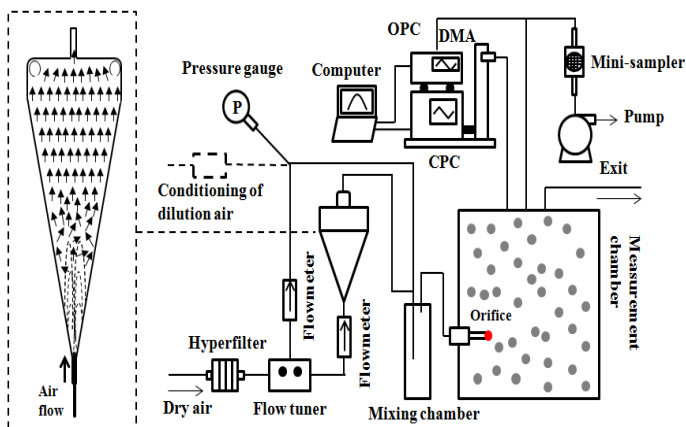 OPC
DMA
Pressure gauge
Computer
Mini-sampler
P
Pump
CPC
Exit
Conditioning of
dilution air
Measurement
chamber
Flowmeter
Orifice
Flowmeter
Hyperfilter
Air
flow
Dry air
Flow tuner
Mixing chamber